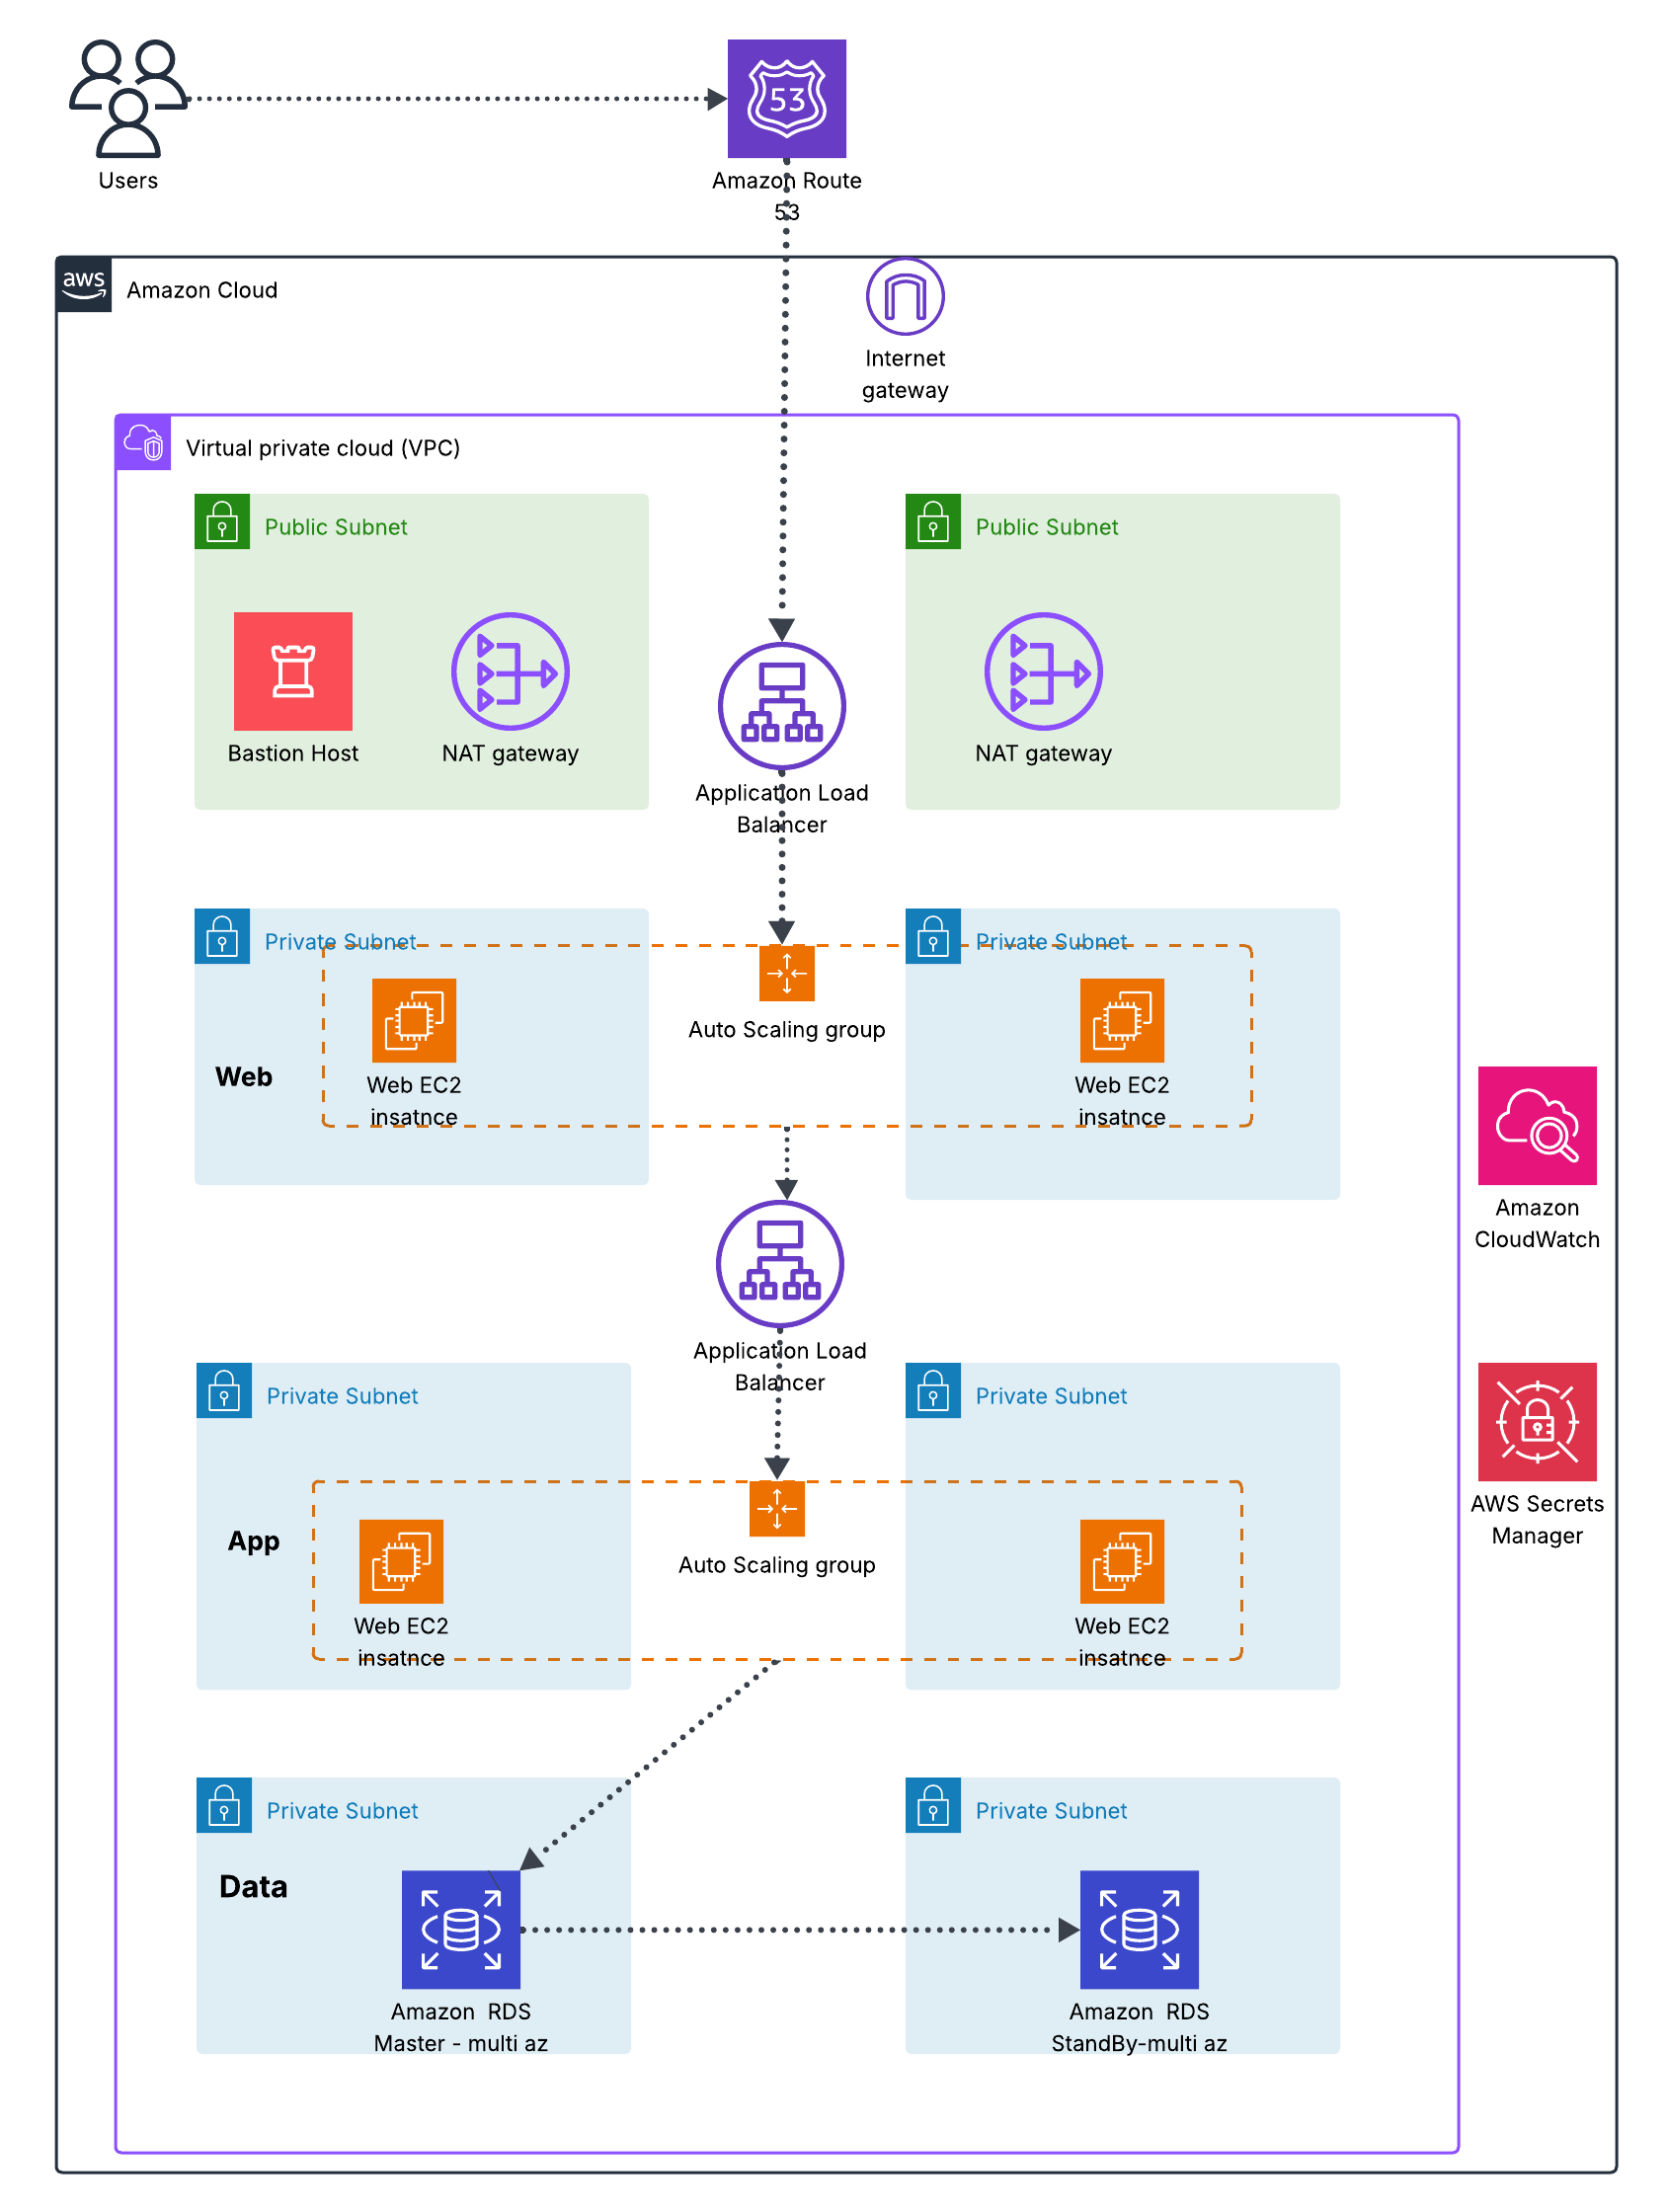 53
Users
Amazon Route
53
aws
Amazon Cloud
Internet
gateway
Virtual private cloud (VPC)
Public Subnet
Public Subnet
Bastion Host
NAT gateway
NAT gateway
Application Load
Balancer
Private Subnet
Private Subnet
Auto Scaling group
Web
Web EC2
insatnce
Web EC2
insatnce
Amazon
CloudWatch
Application Load
Balancer
Private Subnet
Private Subnet
AWS Secrets
Manager
App
Auto Scaling group
Web EC2
insatnce
Web EC2
insatnce
Private Subnet
Private Subnet
Data
Amazon  RDS
Master - multi az
Amazon  RDS
StandBy-multi az